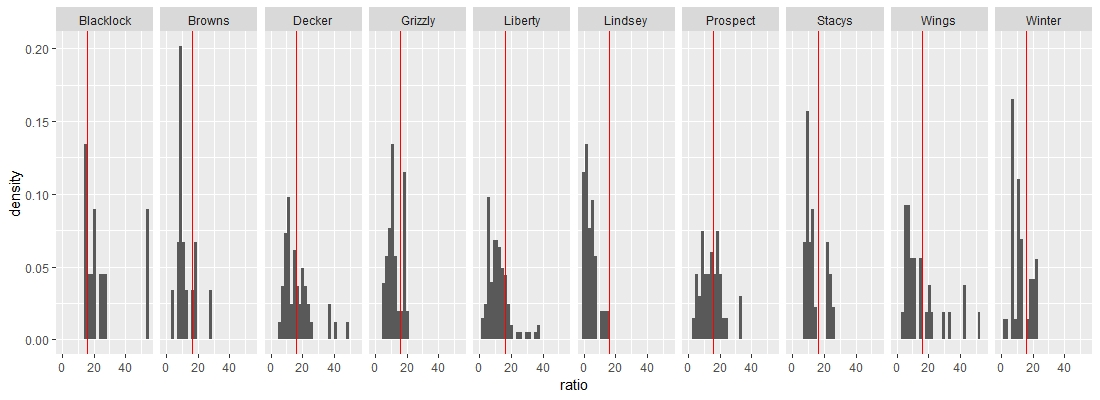 Blacklock Browns Decker Grizzly Liberty Lindsey Prospect Stacys Wings Winter
0.20
0.15
0.10
0.05
0.00
density
0 20 40 0 20 40 0 20 40 0 20 40 0 20 40 0 20 40 0 20 40 0 20 40 0 20 40 0 20 40
ratio